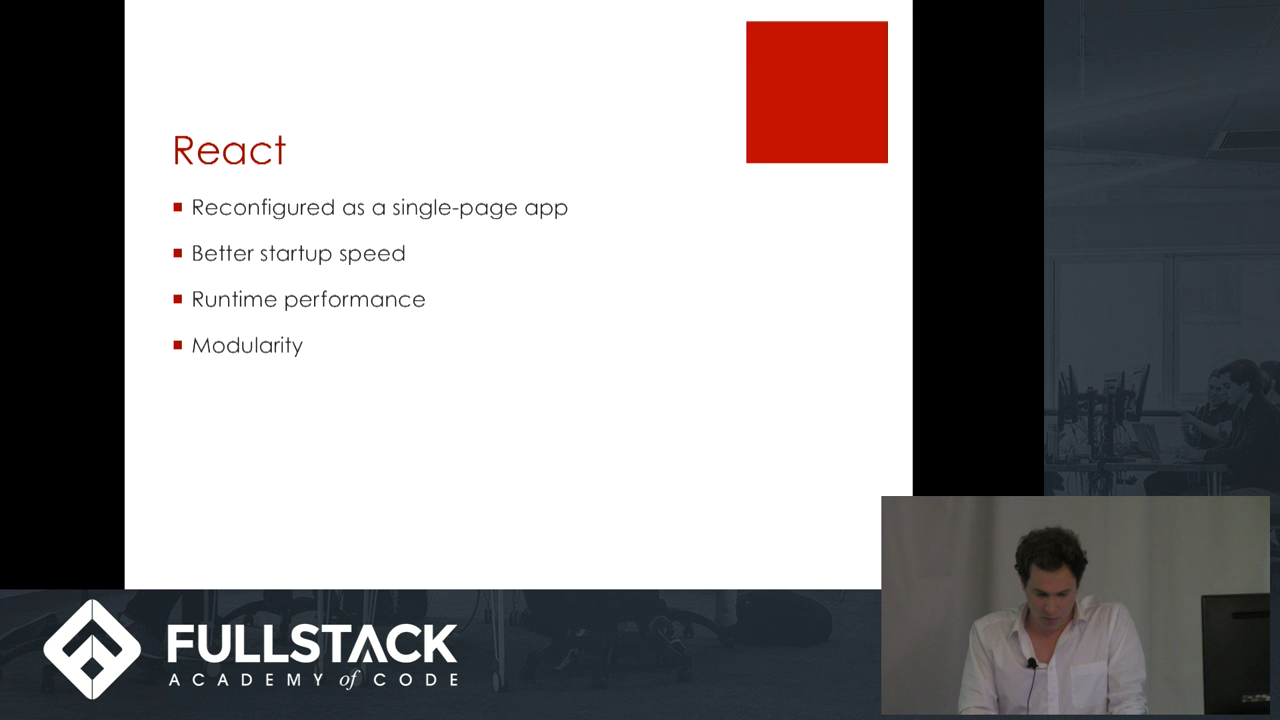 React
Reconfigured as a single-page app
Better startup speed
Runtime performance
Modularity
FULLSTACK
ACADEMY of CODE